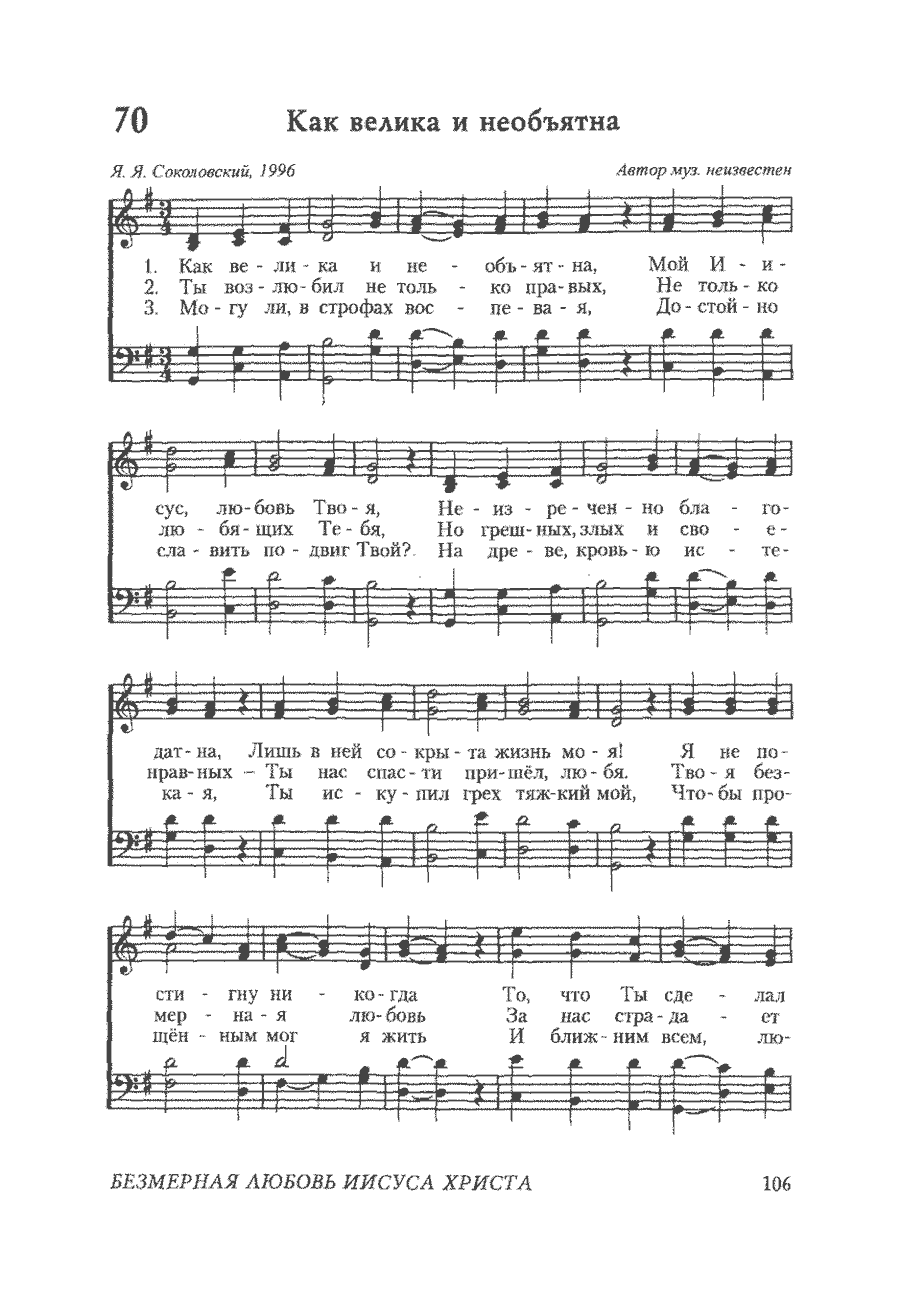 70 Как велика и необъятна
Я. Я. Соколовский, 1996 Автор муз. неизвестен
3/4
1. Как ве - ли - ка и не - объ - ят - на, Мой И - и -
2. Ты воз - лю - бил не толь - ко пра - вых, Не толь - ко
3. Мо - гу ли, в строфах вос - пе - ва - я, До - стой - но
3/4
сус, лю - бовь Тво - я, Не - из - ре - чен - но бла - го -
лю - бя - щих Те - бя, Но греш - ных, злых и сво - е -
сла - вить по - двиг Твой? На дре - ве, кровь - ю ис - те -
дат - на, Лишь в ней со - кры - та жизнь мо - я! Я не по -
нрав - ных – Ты нас спас - ти при - шёл, лю - бя. Тво - я без -
ка - я, Ты ис - ку - пил грех тяж - кий мой, Что - бы про -
сти - гну ни - ко - гда То, что Ты сде - лал
мер - на - я лю - бовь За нас стра - да - ет
щён - ным мог я жить И ближ - ним всем, лю -
БЕЗМЕРНАЯ ЛЮБОВЬ ИИСУСА ХРИСТА 106